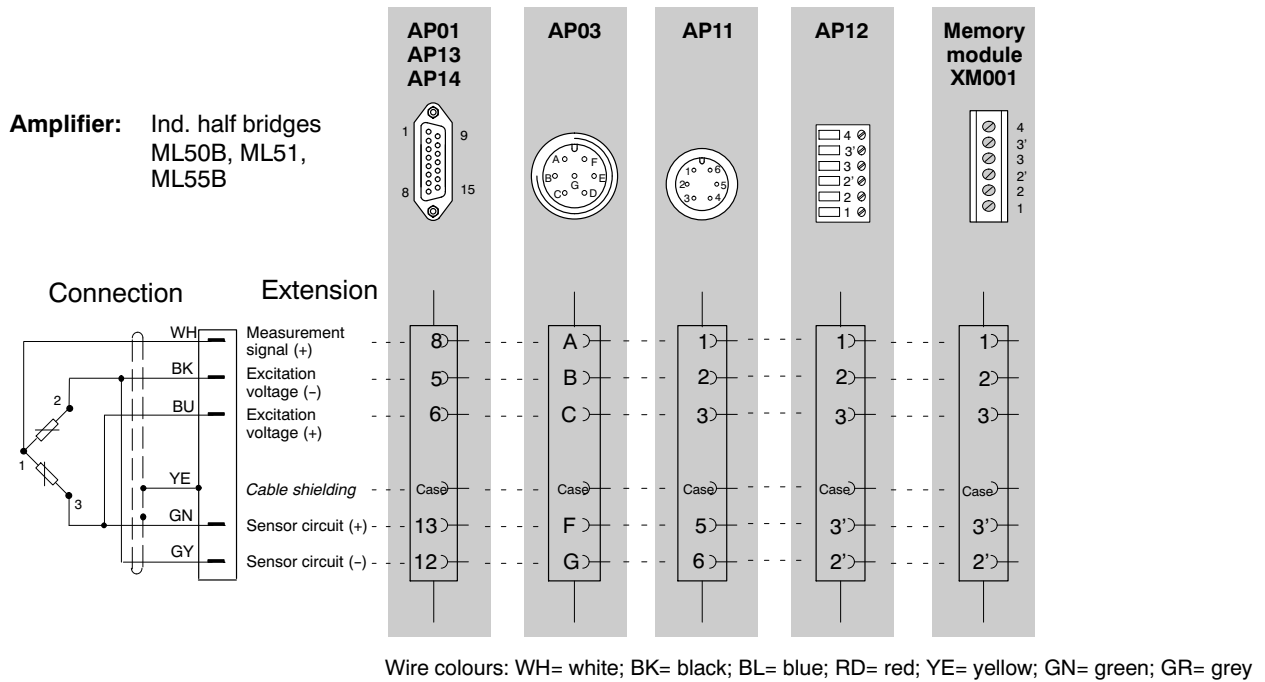 AP01
AP13
AP14
AP03
AP11
AP12
Memory
module
XM001
Amplifier: Ind. half bridges
ML50B, ML51,
ML55B
1 9
8 15
A F
B G E
C D
1 6
2 5
3 4
4
3'
3
2'
2
1
4
3'
3
2'
2
1
Connection Extension
WH Measurement
signal (+) 8 A 1 1 1
BK Excitation
voltage (−) 5 B 2 2 2
BU Excitation
voltage (+) 6 C 3 3 3
2
1
3
YE Cable shielding Case Case Case Case Case
GN Sensor circuit (+) 13 F 5 3’ 3’
GY Sensor circuit (−) 12 G 6 2’ 2’
Wire colours: WH= white; BK= black; BL= blue; RD= red; YE= yellow; GN= green; GR= grey